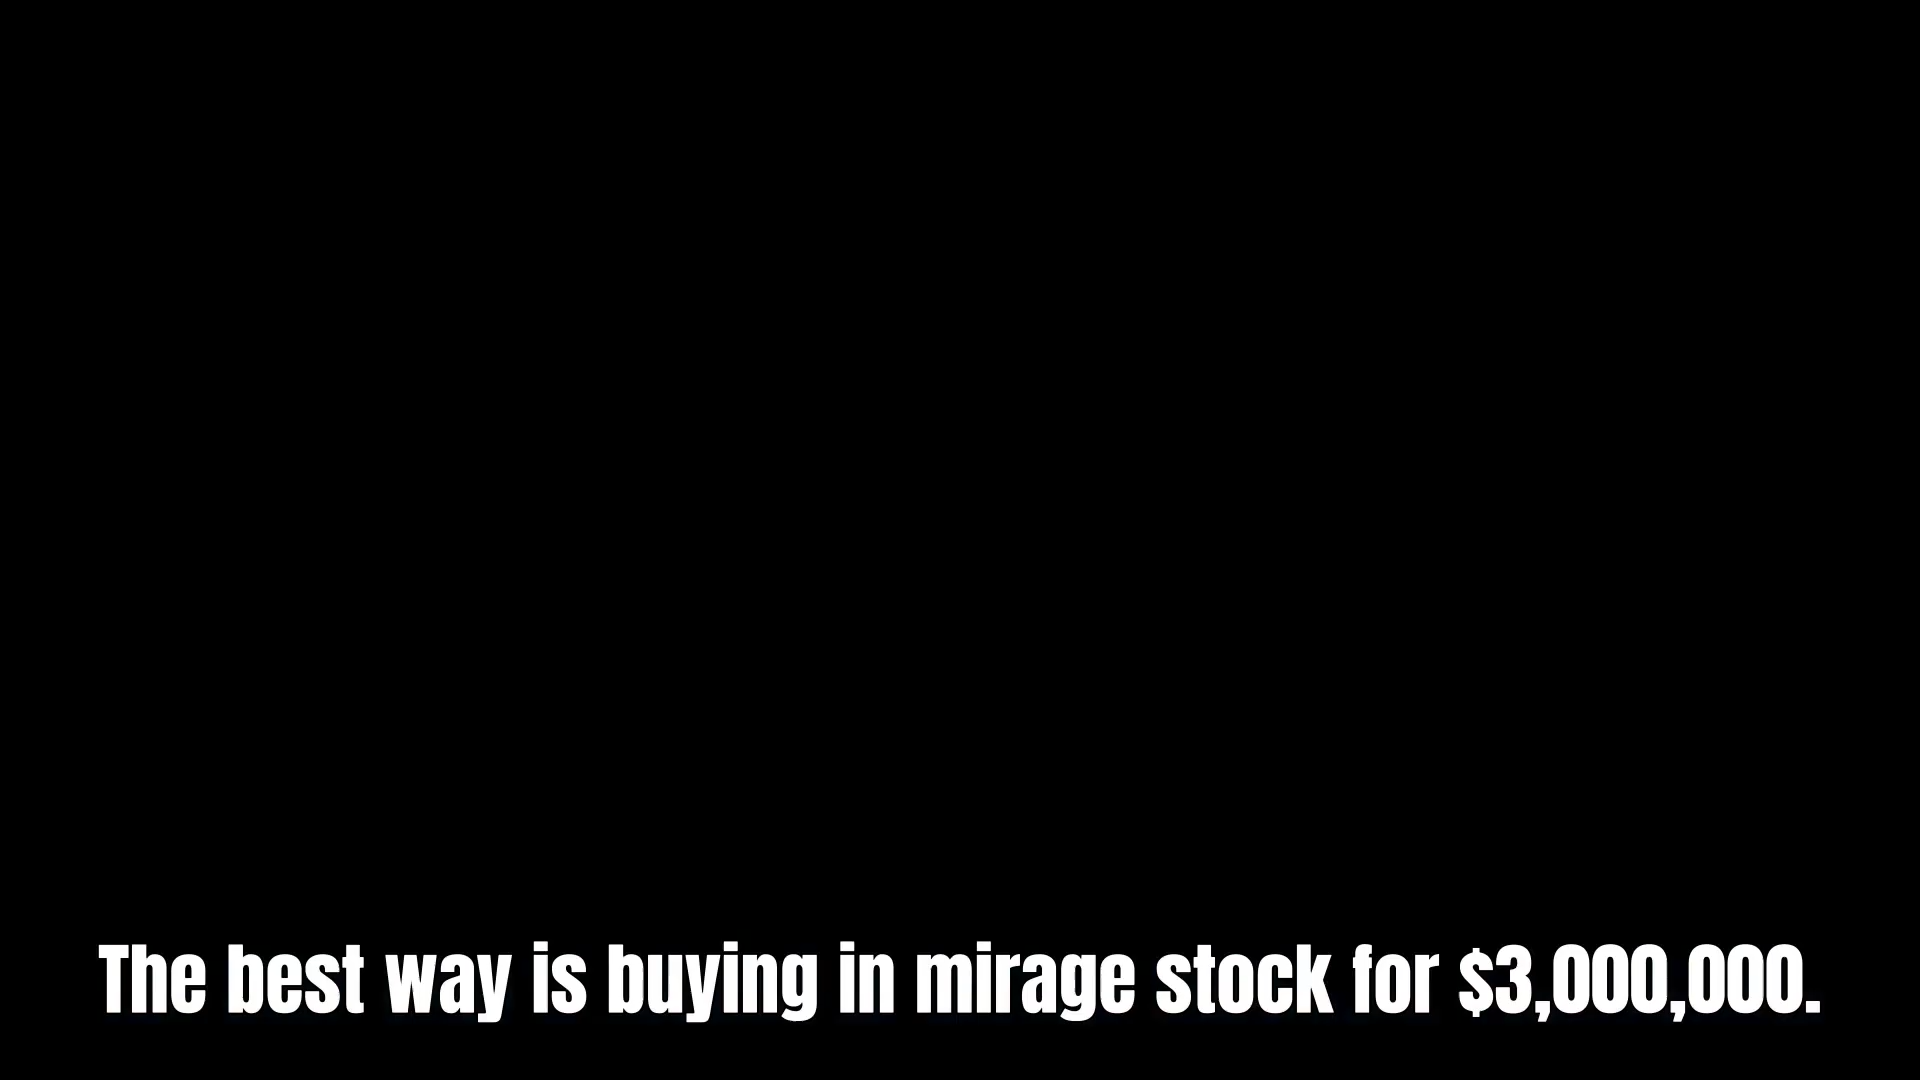 The best way is buying in mirage stock for $3,000,000.